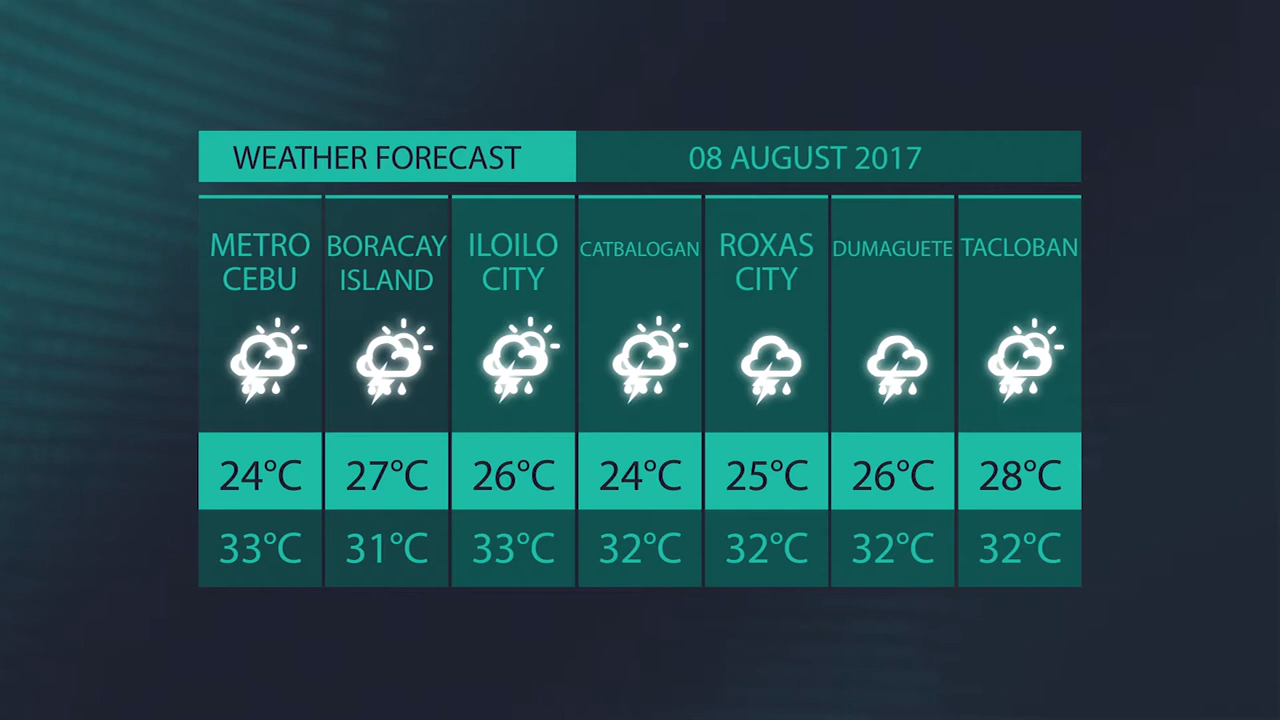 WEATHER FORECAST
08 AUGUST 2017
METRO
CEBU
BORACAY
ISLAND
ILOILO
CITY
CATBALOGAN
ROXAS
CITY
DUMAGUETE
TACLOBAN
24°C
27°C
26°C
24°C
25°C
26°C
28°C
33°C
31°C
33°C
32°C
32°C
32°C
32°C